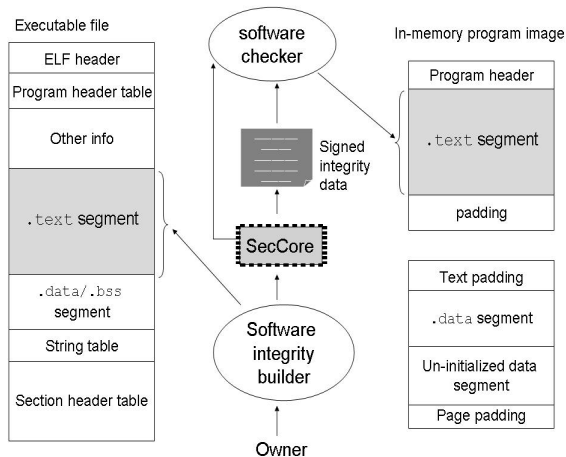 Executable file
ELF header
Program header table
Other info
.text segment
.data/.bss
segment
String table
Section header table
software
checker
Signed
integrity
data
SecCore
Software
integrity
builder
Owner
In-memory program image
Program header
.text segment
padding
Text padding
.data segment
Un-initialized data
segment
Page padding